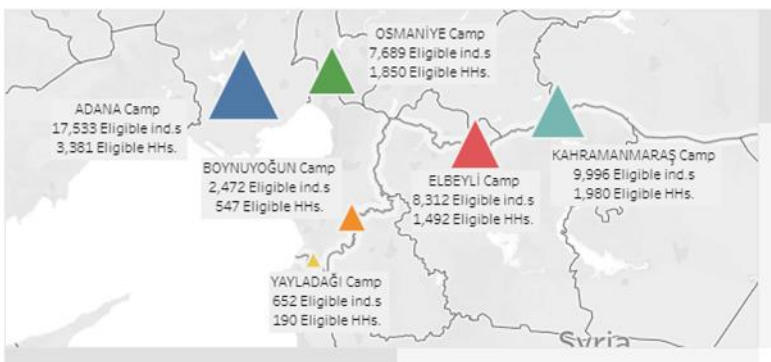 OSMANİYE Camp
7,689 Eligible ind.s
1,850 Eligible HHs.
ADANA Camp
17,533 Eligible ind.s
3,381 Eligible HHs.
BOYNUYOĞUN Camp
2,472 Eligible ind.s
547 Eligible HHs.
ELBEYLİ Camp
8,312 Eligible ind.s
1,492 Eligible HHs.
KAHRAMANMARAŞ Camp
9,996 Eligible ind.s
1,980 Eligible HHs.
YAYLADAĞI Camp
652 Eligible ind.s
190 Eligible HHs.
Syria